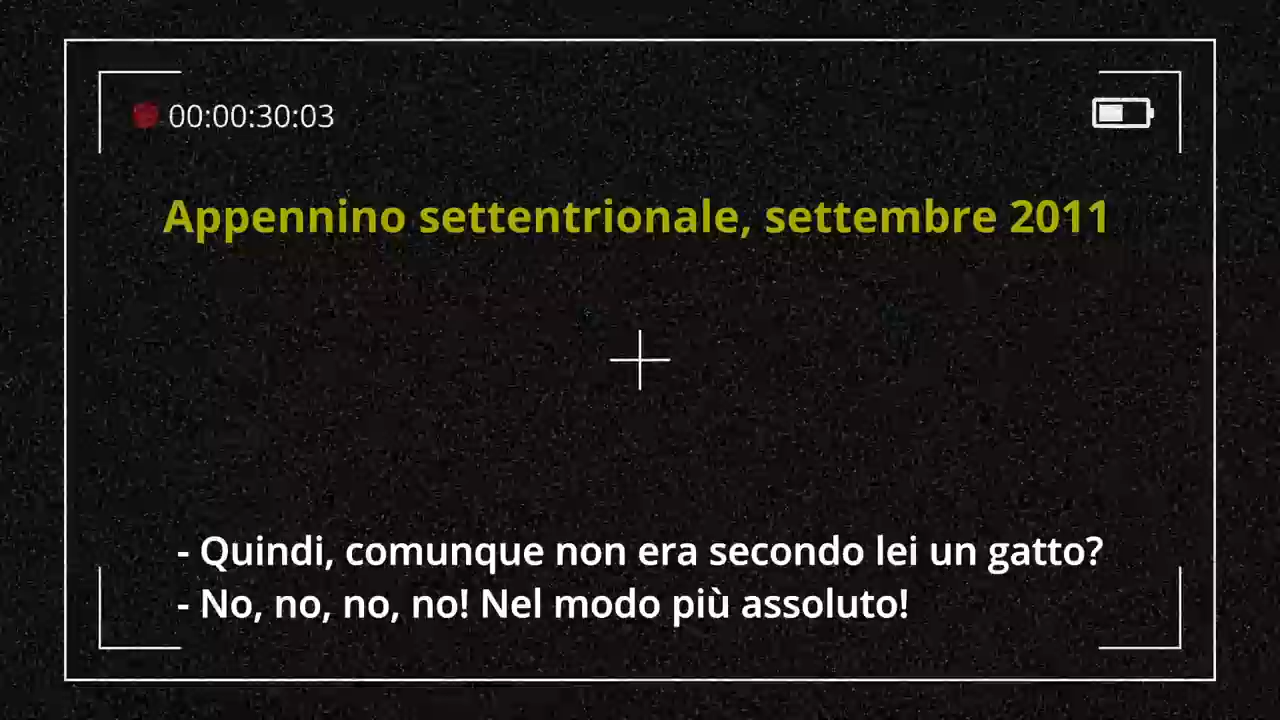 00:00:30:03
Appennino settentrionale, settembre 2011
- Quindi, comunque non era secondo lei un gatto?
- No, no, no, no! Nel modo più assoluto!